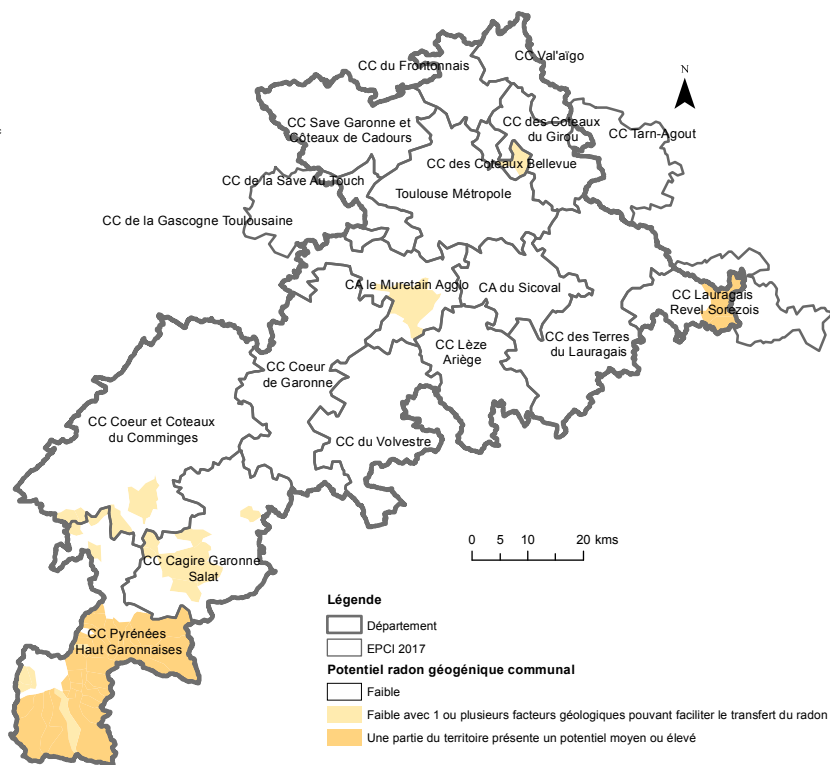 CC Val'aïgo
CC du Frontonnais
N
CC Save Garonne et
Côteaux de Cadours
CC des Coteaux
du Girou
CC Tarn-Agout
CC des Coteaux Bellevue
CC de la Save Au Touch
Toulouse Métropole
CC de la Gascogne Toulousaine
CA le Muretain Agglo
CA du Sicoval
CC Lauragais
Revel Sorezois
CC des Terres
du Lauragais
CC Lèze
Ariège
CC Coeur
de Garonne
CC Coeur et Coteaux
du Comminges
CC du Volvestre
0 5 10 20 kms
CC Cagire Garonne
Salat
CC Pyrénées
Haut Garonnaises
Légende
Département
EPCI 2017
Potentiel radon géogénique communal
Faible
Faible avec 1 ou plusieurs facteurs géologiques pouvant faciliter le transfert du radon
Une partie du territoire présente un potentiel moyen ou élevé